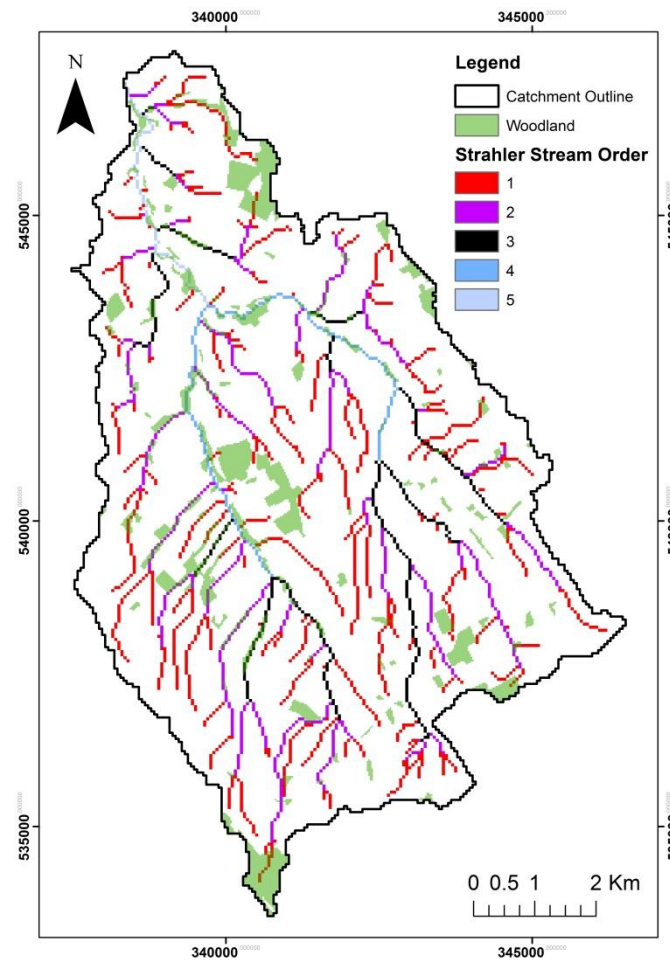 340000 345000
N
Legend
Catchment Outline
Woodland
Strahler Stream Order
1
2
3
4
5
545000
540000
535000
0 0.5 1 2 Km
340000 345000